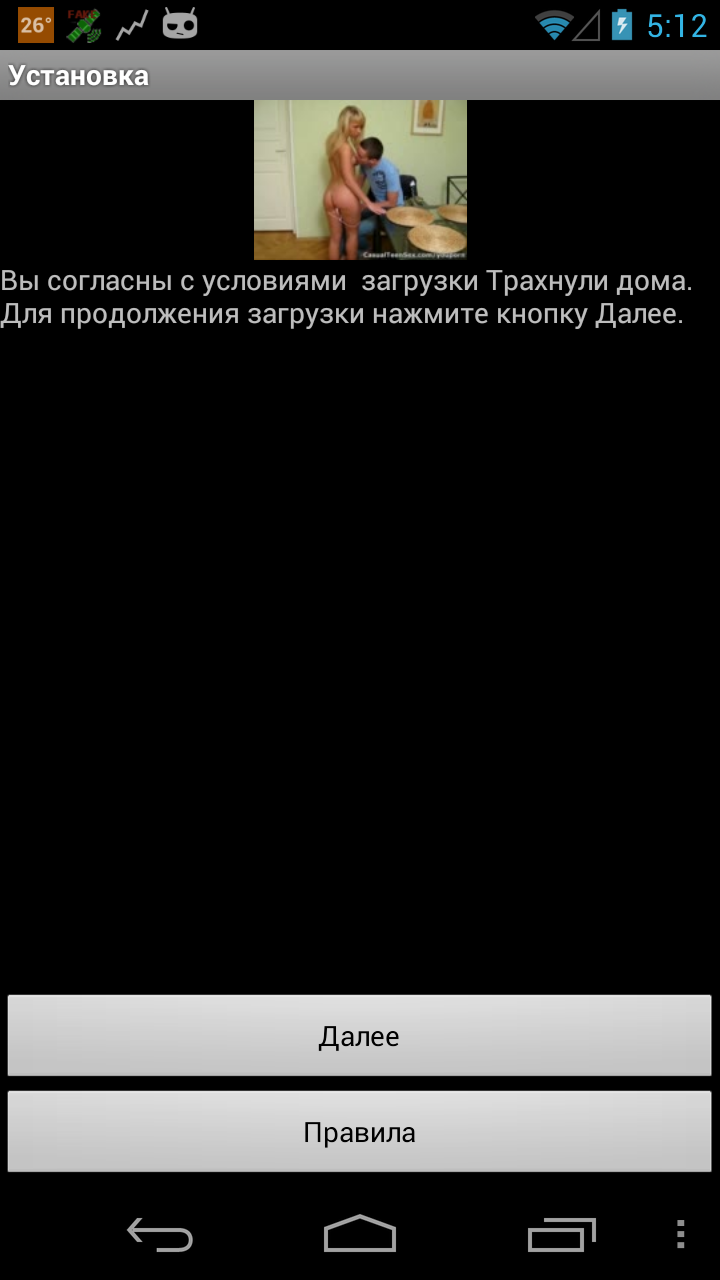 26°
FAKE
5:12
Установка
CasualTeenSex.com/youporn
Вы согласны с условиями  загрузки Трахнули дома.
Для продолжения загрузки нажмите кнопку Далее.
Далее
Правила